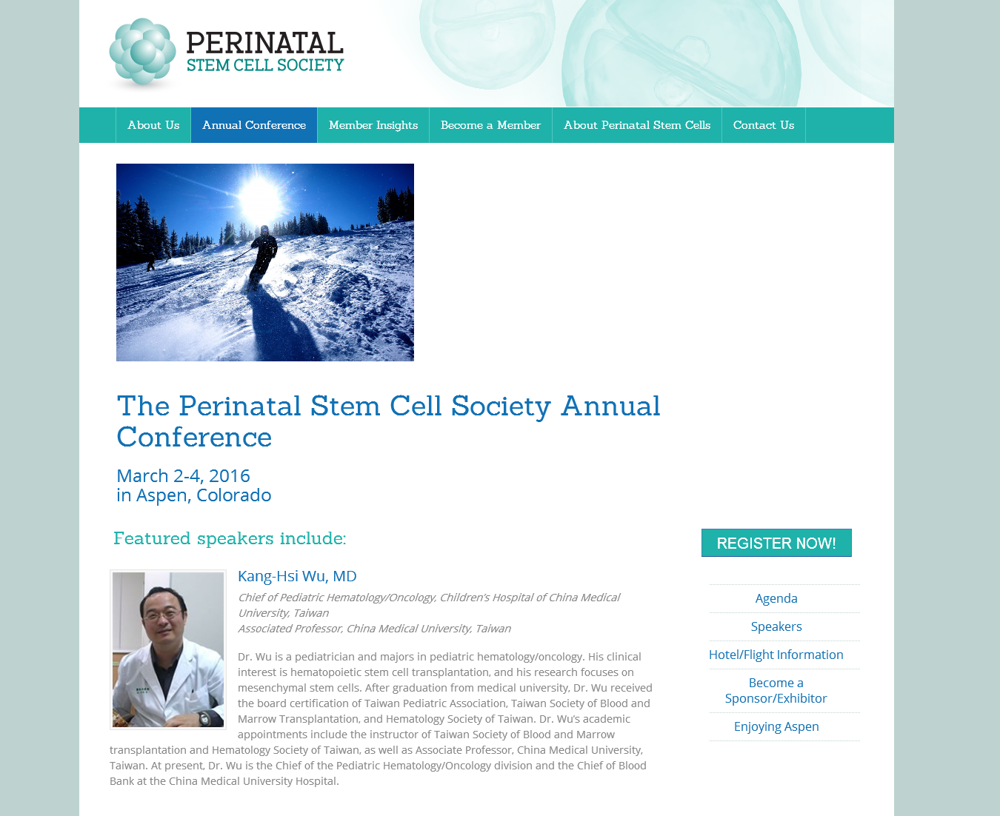 PERINATAL
STEM CELL SOCIETY
About Us
Annual Conference
Member Insights
Become a Member
About Perinatal Stem Cells
Contact Us
The Perinatal Stem Cell Society Annual
Conference
March 2-4, 2016
in Aspen, Colorado
Featured speakers include:
Kang-Hsi Wu, MD
Chief of Pediatric Hematology/Oncology, Children’s Hospital of China Medical
University, Taiwan
Associated Professor, China Medical University, Taiwan
Dr. Wu is a pediatrician and majors in pediatric hematology/oncology. His clinical
interest is hematopoietic stem cell transplantation, and his research focuses on
mesenchymal stem cells. After graduation from medical university, Dr. Wu received
the board certification of Taiwan Pediatric Association, Taiwan Society of Blood and
Marrow Transplantation, and Hematology Society of Taiwan. Dr. Wu’s academic
appointments include the instructor of Taiwan Society of Blood and Marrow
transplantation and Hematology Society of Taiwan, as well as Associate Professor, China Medical University,
Taiwan. At present, Dr. Wu is the Chief of the Pediatric Hematology/Oncology division and the Chief of Blood
Bank at the China Medical University Hospital.
REGISTER NOW!
Agenda
Speakers
Hotel/Flight Information
Become a
Sponsor/Exhibitor
Enjoying Aspen